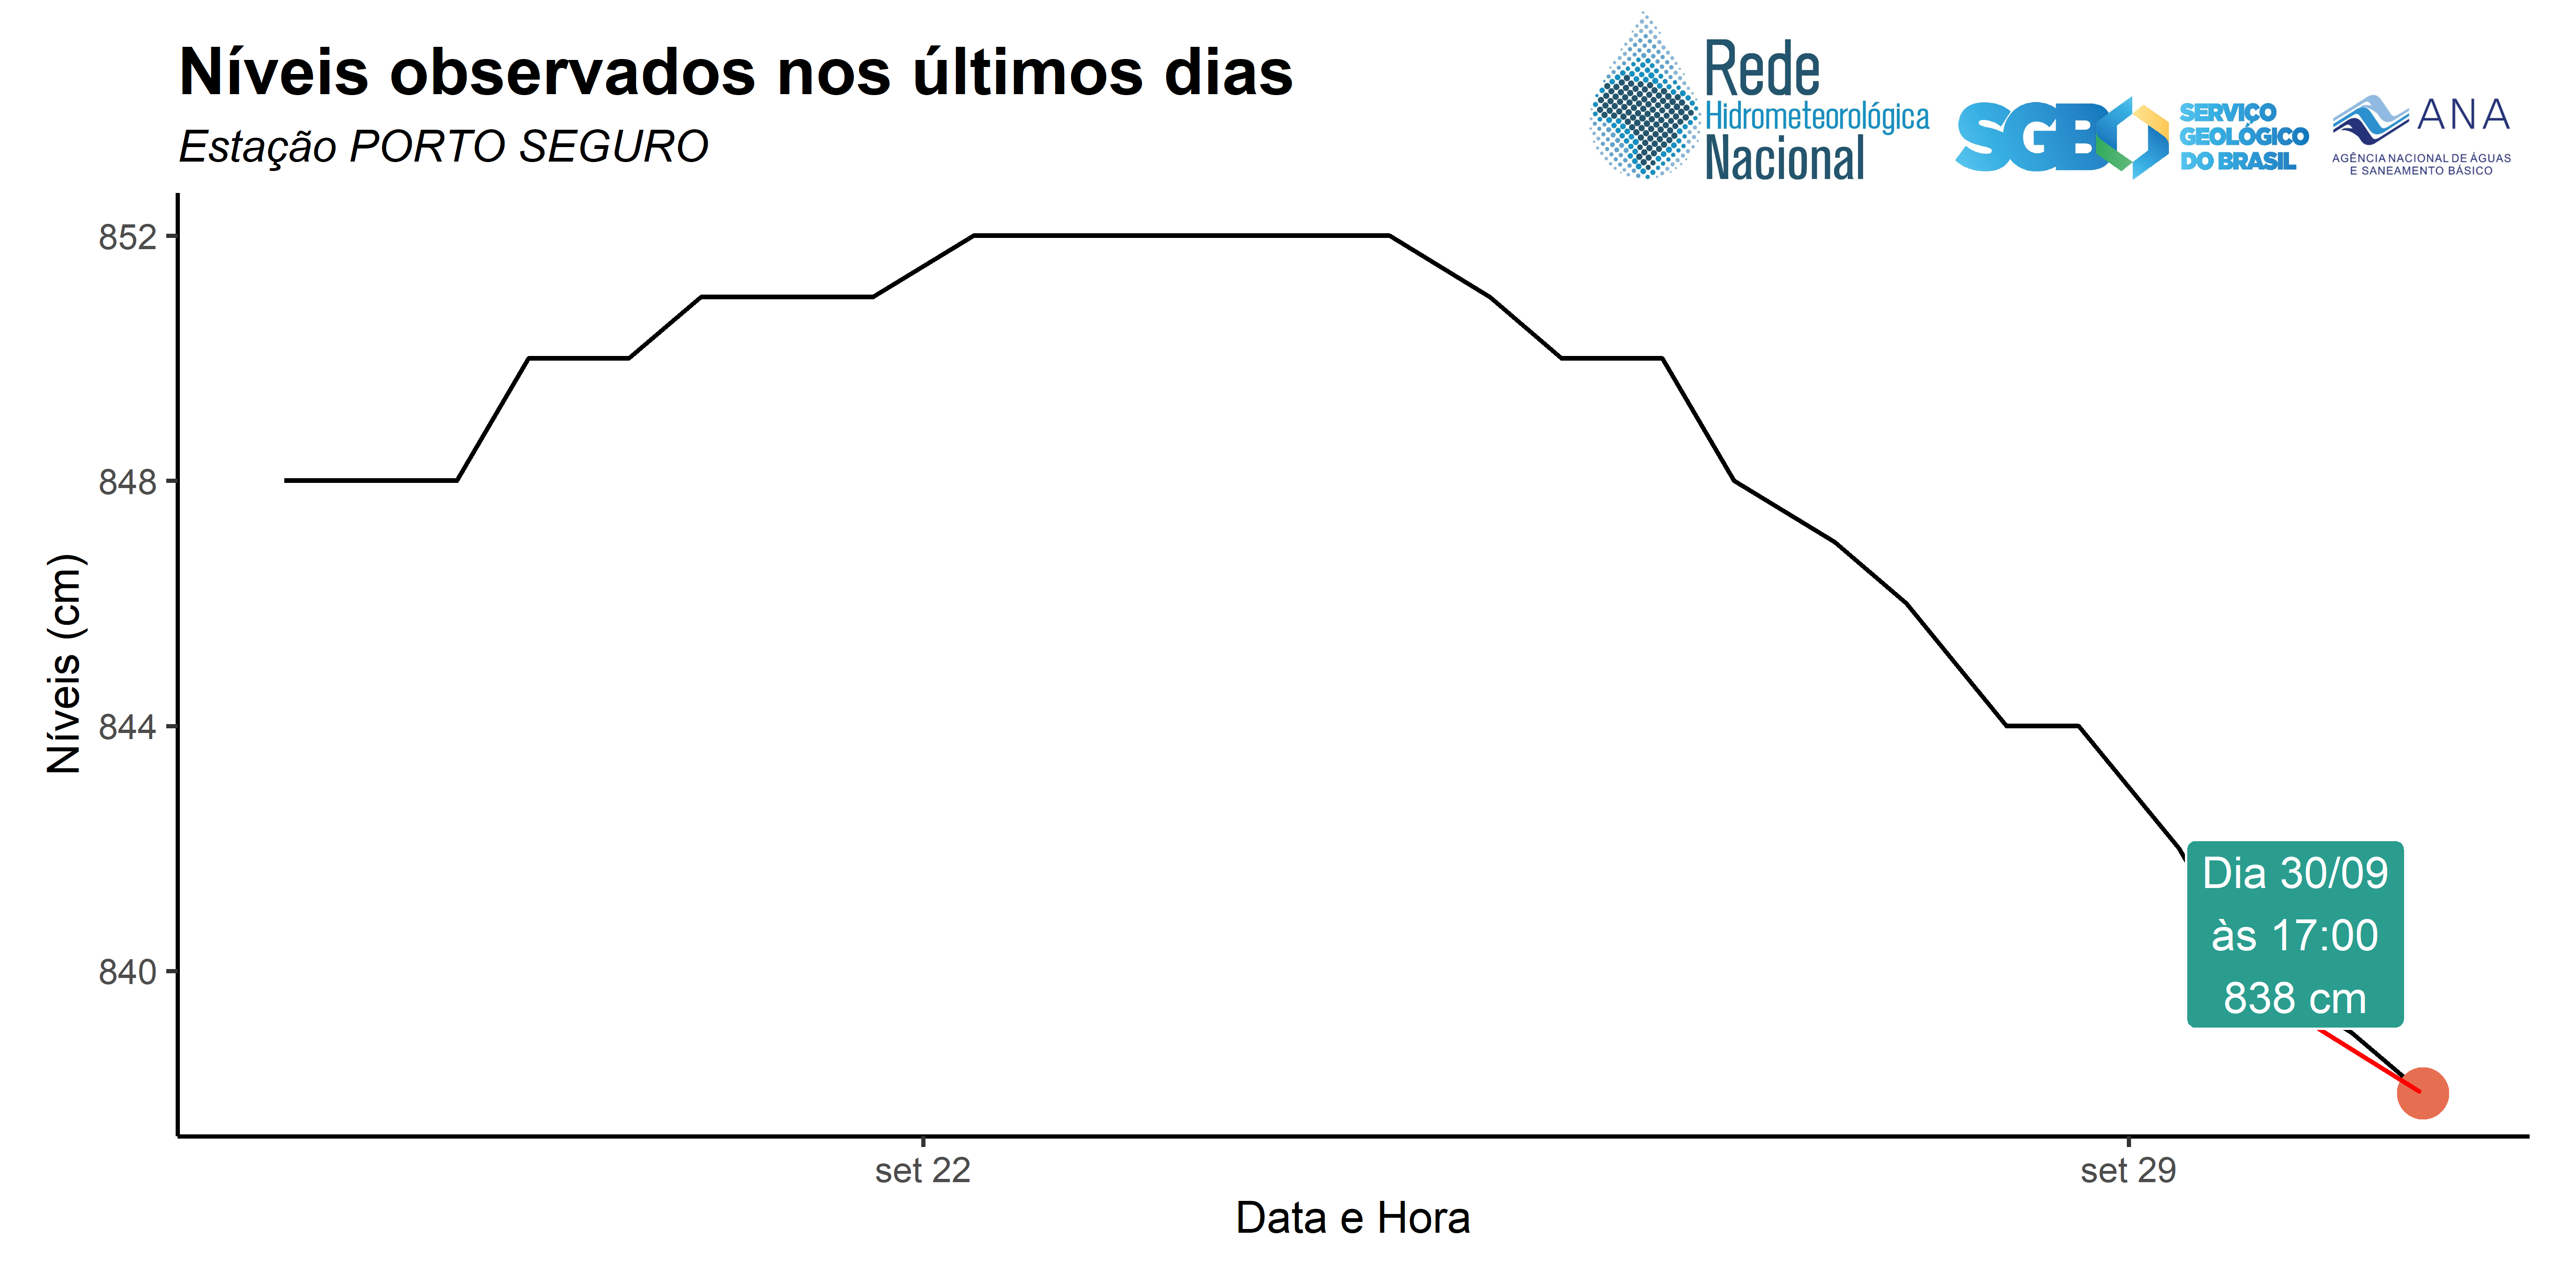 Níveis observados nos últimos dias
Estação PORTO SEGURO
Rede
Hidrometeorológica
Nacional
SGB
SERVIÇO
GEOLÓGICO
DO BRASIL
ANA
AGÊNCIA NACIONAL DE ÁGUAS
E SANEAMENTO BÁSICO
852
848
844
840
Níveis (cm)
Dia 30/09
às 17:00
838 cm
set 22
set 29
Data e Hora